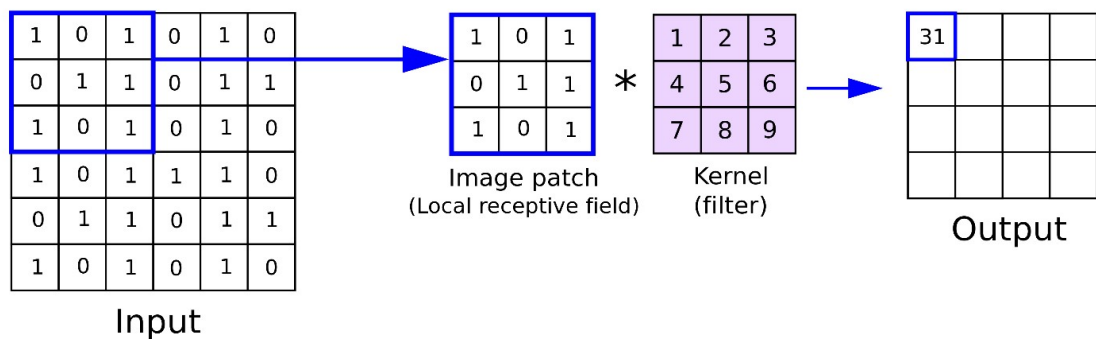 1 0 1 0 1 0
0 1 1 0 1 1
1 0 1 0 1 0
1 0 1 1 1 0
0 1 1 0 1 1
1 0 1 0 1 0
Input
1 0 1
0 1 1
1 0 1
Image patch
(Local receptive field)
*
1 2 3
4 5 6
7 8 9
Kernel
(filter)
31
Output